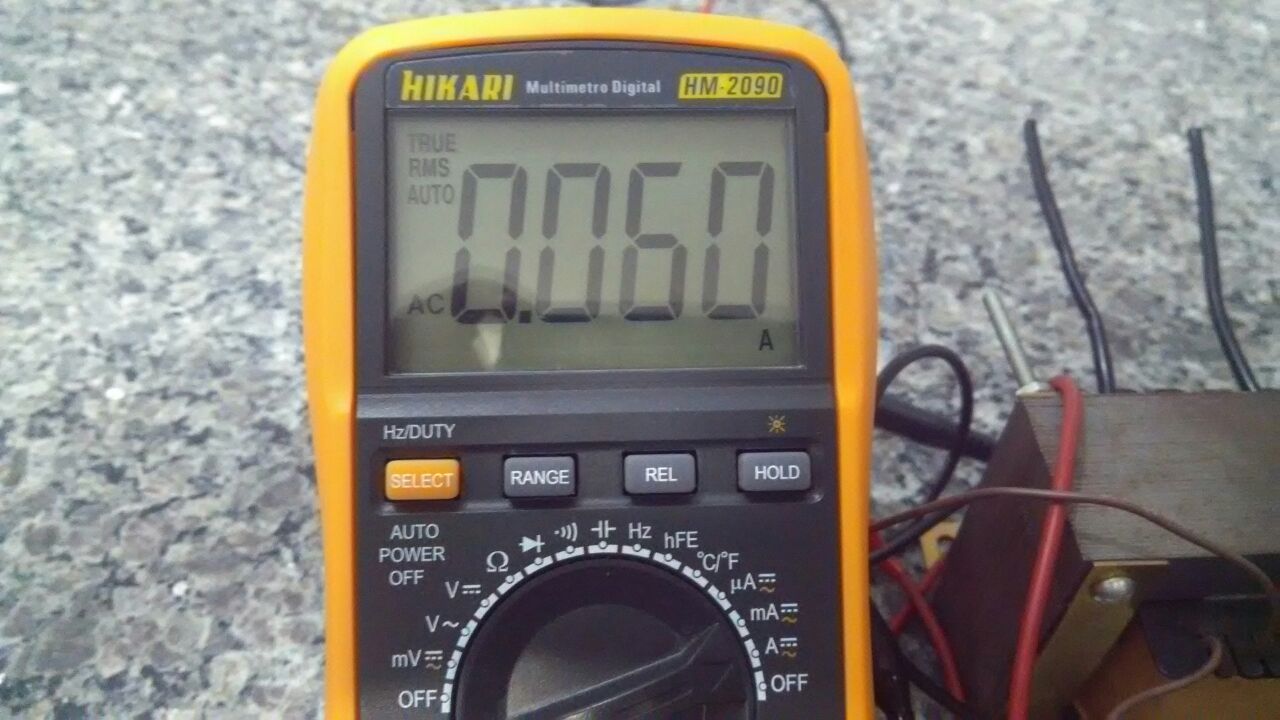 HIKARI Multimetro Digital HM-2090
TRUE
RMS
AUTO
AC 0.060
A
Hz/DUTY
SELECT RANGE REL HOLD
AUTO
POWER
OFF
Ω
Hz
hFE
°C/°F
V⎓
µA
V~
mA
A
mV
OFF
OFF